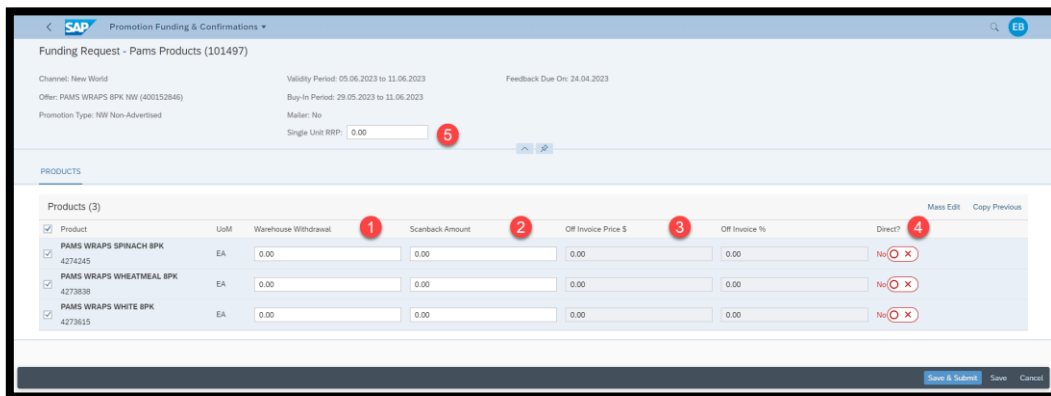 SAP Promotion Funding & Confirmations EB
Funding Request - Pams Products (101497)
Channel: New World Validity Period: 05.06.2023 to 11.06.2023 Feedback Due On: 24.04.2023
Offer: PAMS WRAPS 8PK NW (400152846) Buy-In Period: 29.05.2023 to 11.06.2023
Promotion Type: NW Non-Advertised Mailer: No
Single Unit RRP: 0.00 5
PRODUCTS
Products (3) Mass Edit Copy Previous
Product UoM Warehouse Withdrawal 1 Scanback Amount 2 Off Invoice Price $ 3 Off Invoice % Direct? 4
PAMS WRAPS SPINACH 8PK
4274245 EA 0.00 0.00 0.00 0.00 No
PAMS WRAPS WHEATMEAL 8PK
4273838 EA 0.00 0.00 0.00 0.00 No
PAMS WRAPS WHITE 8PK
4273615 EA 0.00 0.00 0.00 0.00 No
Save & Submit Save Cancel